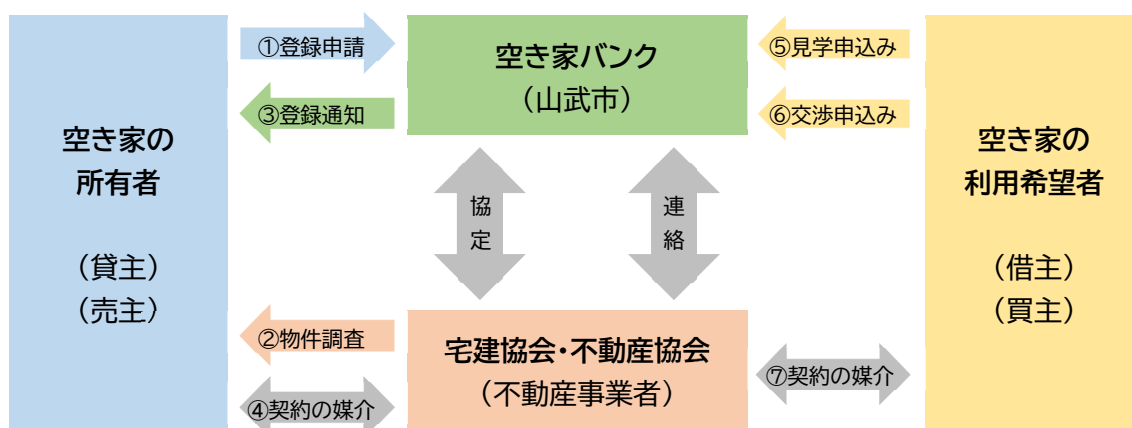 空き家の
所有者
（貸主）
（売主）
①登録申請
③登録通知
②物件調査
④契約の媒介
空き家バンク
（山武市）
協定
連絡
宅建協会・不動産協会
（不動産事業者）
⑤見学申込み
⑥交渉申込み
⑦契約の媒介
空き家の
利用希望者
（借主）
（買主）